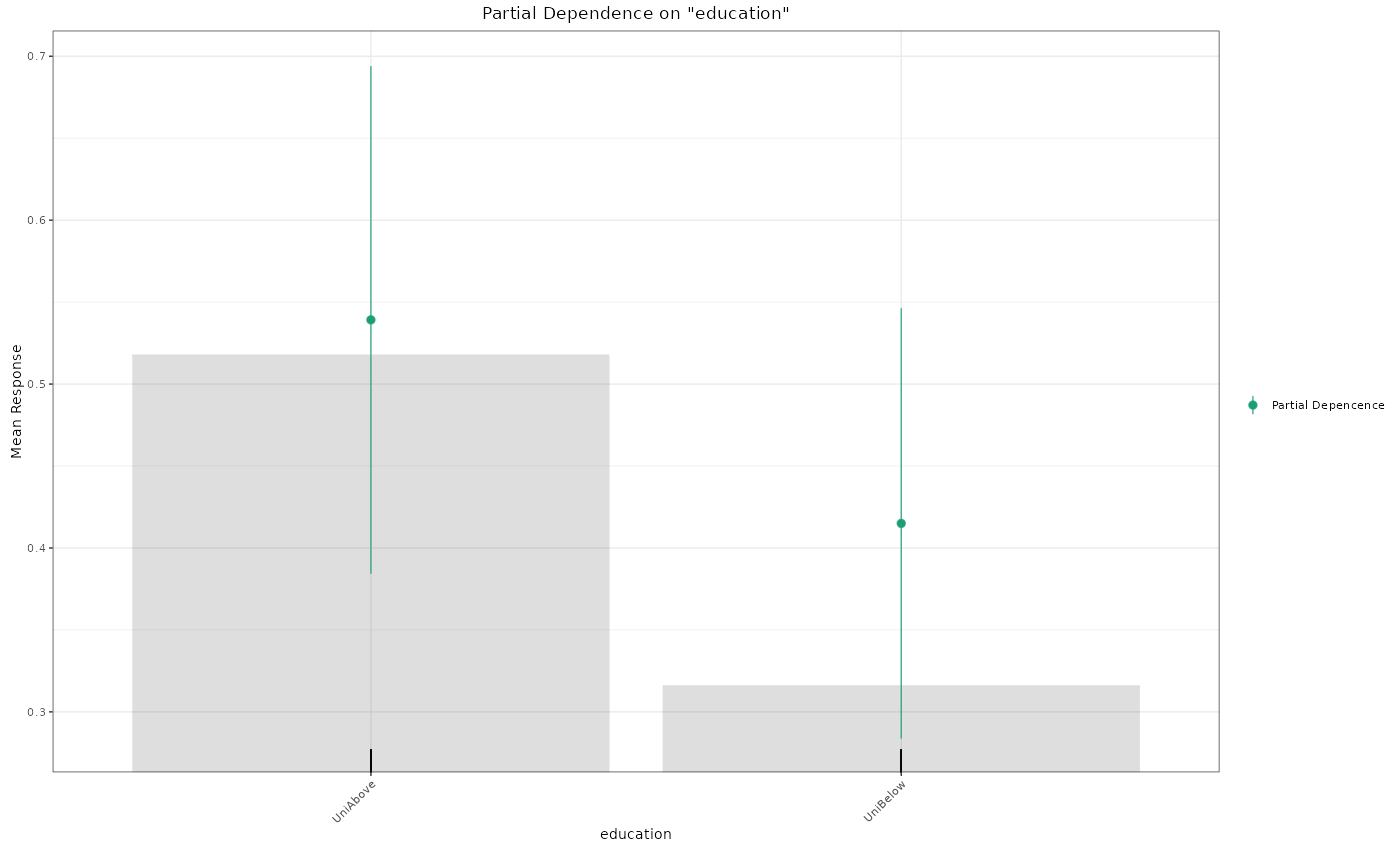 Partial Dependence on "education"
Mean Response
0.7
0.6
0.5
0.4
0.3
UniAbove
UniBelow
education
Partial Depencence